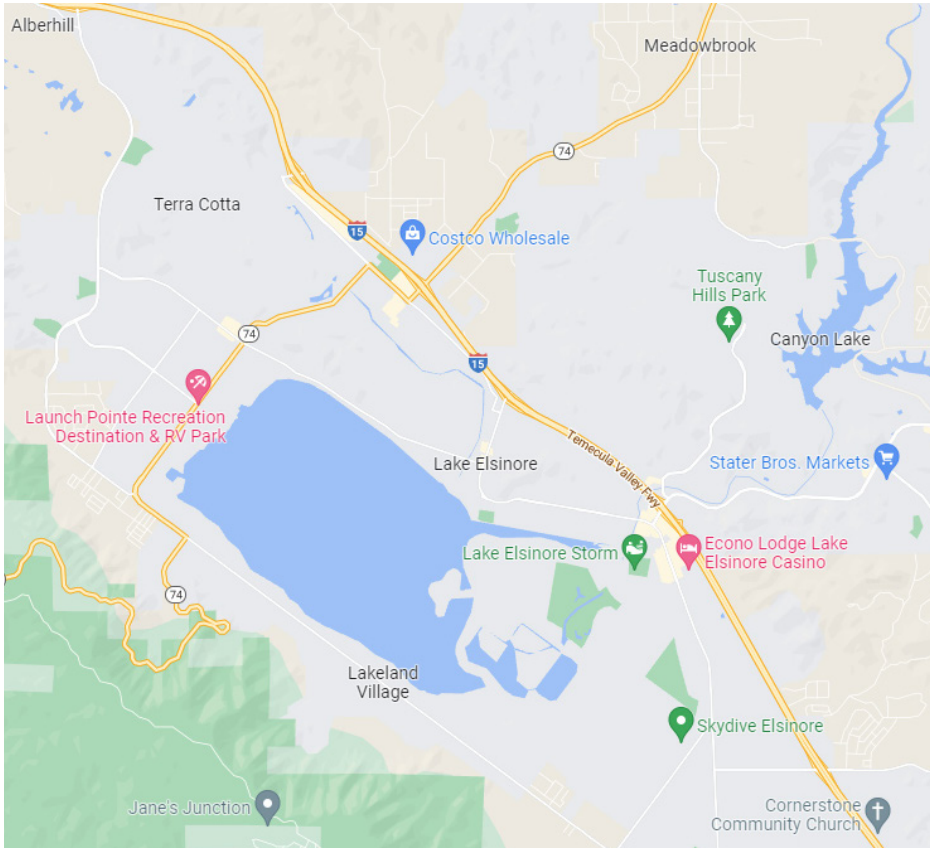 Alberhill
Meadowbrook
74
Terra Cotta
15
Costco Wholesale
Tuscany
Hills Park
74
Canyon Lake
15
Launch Pointe Recreation
Destination & RV Park
Temecula Valley Fwy
Lake Elsinore
Stater Bros. Markets
Lake Elsinore Storm
Econo Lodge Lake
Elsinore Casino
74
Lakeland
Village
Skydive Elsinore
Jane's Junction
Cornerstone
Community Church